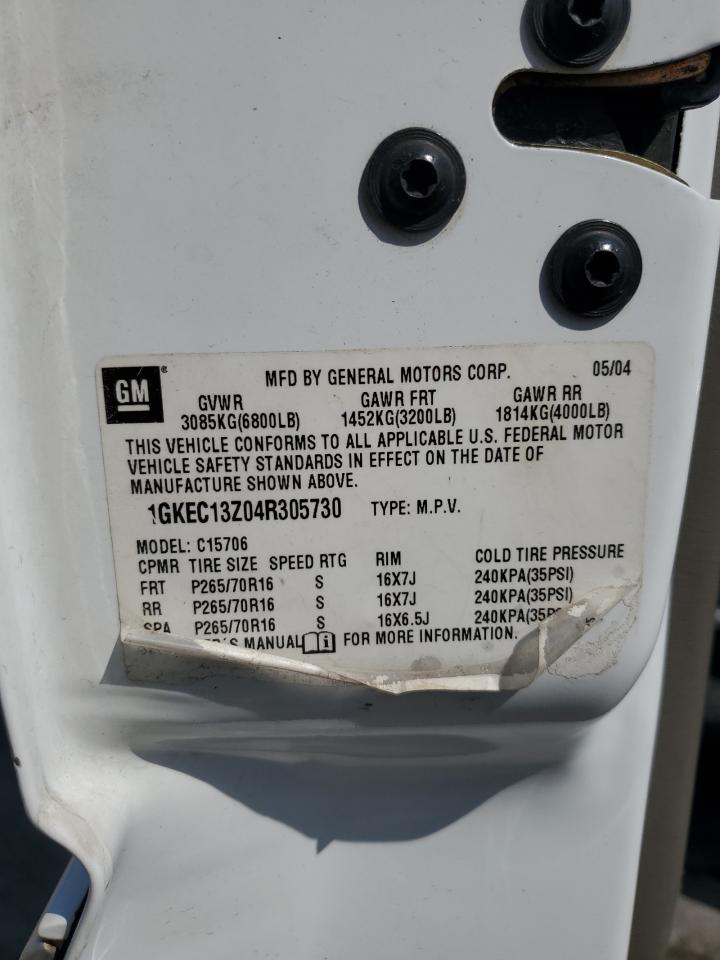 GM ©
MFD BY GENERAL MOTORS CORP. 05/04
GVWR GAWR FRT GAWR RR
3085KG(6800LB) 1452KG(3200LB) 1814KG(4000LB)
THIS VEHICLE CONFORMS TO ALL APPLICABLE U.S. FEDERAL MOTOR
VEHICLE SAFETY STANDARDS IN EFFECT ON THE DATE OF
MANUFACTURE SHOWN ABOVE.
1GKEC13Z04R305730 TYPE: M.P.V.
MODEL: C15706
CPMR TIRE SIZE SPEED RTG RIM COLD TIRE PRESSURE
FRT P265/70R16 S 16X7J 240KPA(35PSI)
RR P265/70R16 S 16X7J 240KPA(35PSI)
SPA P265/70R16 S 16X6.5J 240KPA(35PS
R'S MANUAL i FOR MORE INFORMATION.